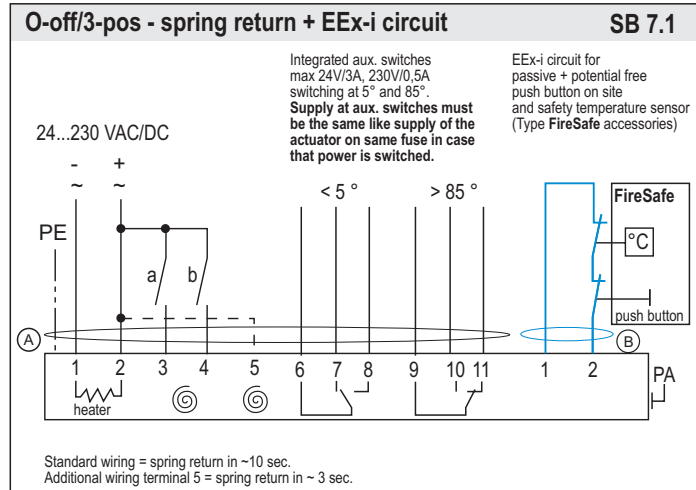 O-off/3-pos - spring return + EEx-i circuit SB 7.1
Integrated aux. switches
max 24V/3A, 230V/0,5A
switching at 5° and 85°.
Supply at aux. switches must
be the same like supply of the
actuator on same fuse in case
that power is switched.
EEx-i circuit for
passive + potential free
push button on site
and safety temperature sensor
(Type FireSafe accessories)
24...230 VAC/DC
- +
~ ~
< 5 ° > 85 °
FireSafe
PE
°C
a b
push button
A B
1 2 3 4 5 6 7 8 9 10 11 1 2
PA
heater
Standard wiring = spring return in ~10 sec.
Additional wiring terminal 5 = spring return in ~ 3 sec.